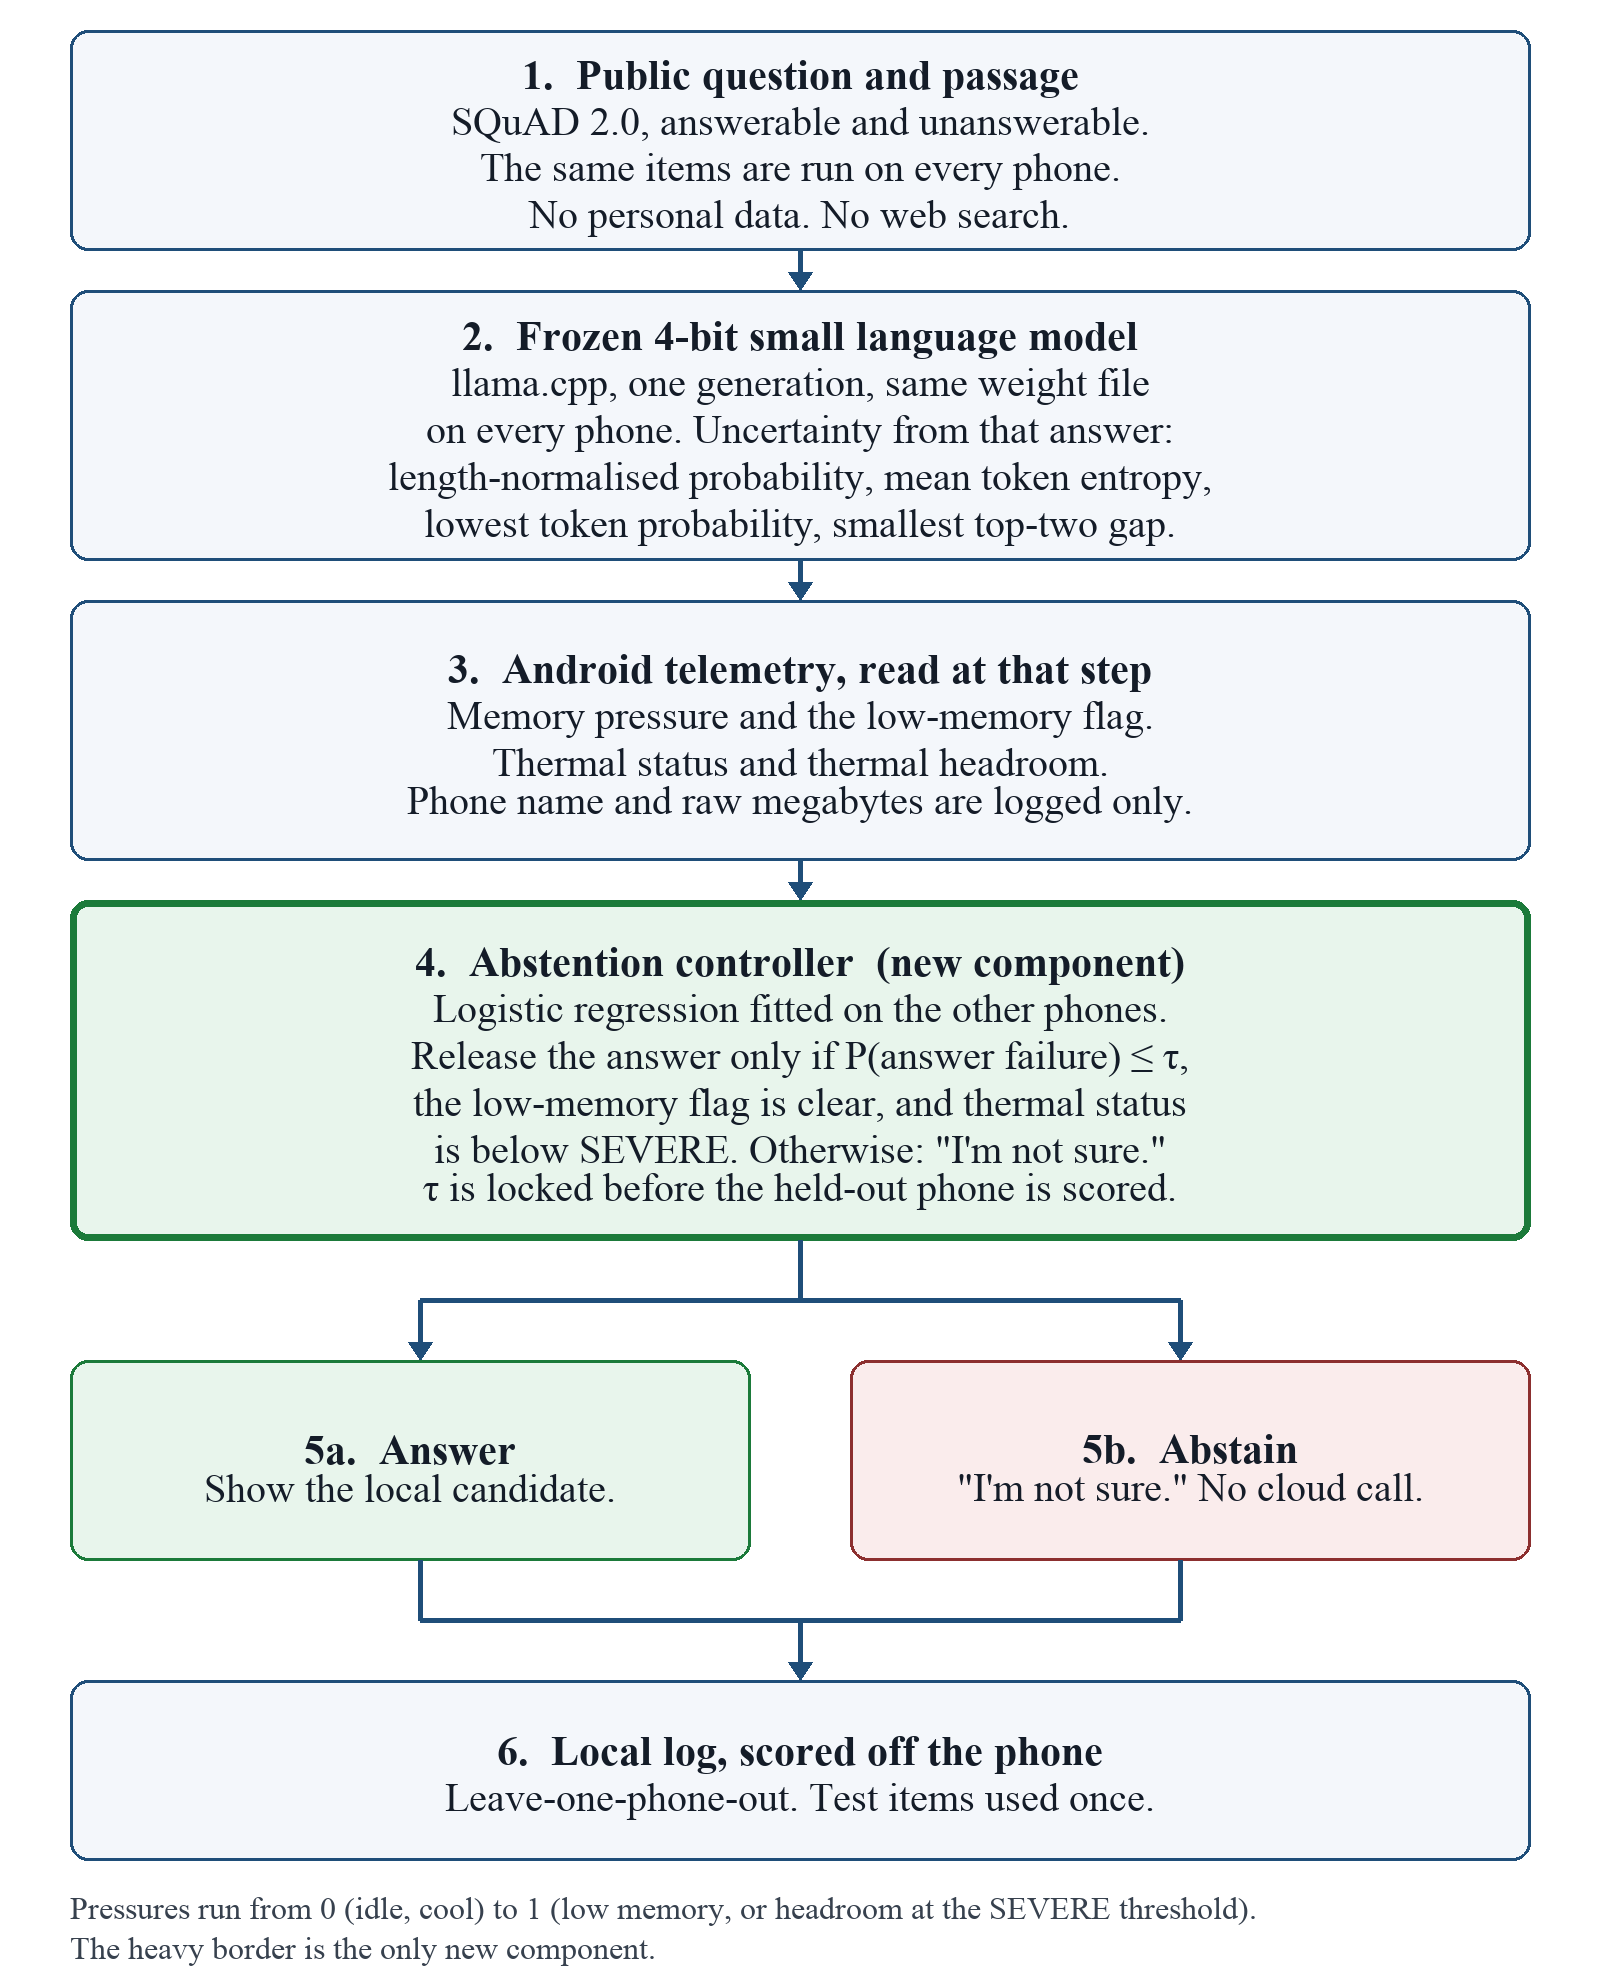 1. Public question and passage
SQuAD 2.0, answerable and unanswerable.
The same items are run on every phone.
No personal data. No web search.
2. Frozen 4-bit small language model
llama.cpp, one generation, same weight file
on every phone. Uncertainty from that answer:
length-normalised probability, mean token entropy,
lowest token probability, smallest top-two gap.
3. Android telemetry, read at that step
Memory pressure and the low-memory flag.
Thermal status and thermal headroom.
Phone name and raw megabytes are logged only.
4. Abstention controller (new component)
Logistic regression fitted on the other phones.
Release the answer only if P(answer failure) ≤ τ,
the low-memory flag is clear, and thermal status
is below SEVERE. Otherwise: "I'm not sure."
τ is locked before the held-out phone is scored.
5a. Answer
Show the local candidate.
5b. Abstain
"I'm not sure." No cloud call.
6. Local log, scored off the phone
Leave-one-phone-out. Test items used once.
Pressures run from 0 (idle, cool) to 1 (low memory, or headroom at the SEVERE threshold).
The heavy border is the only new component.